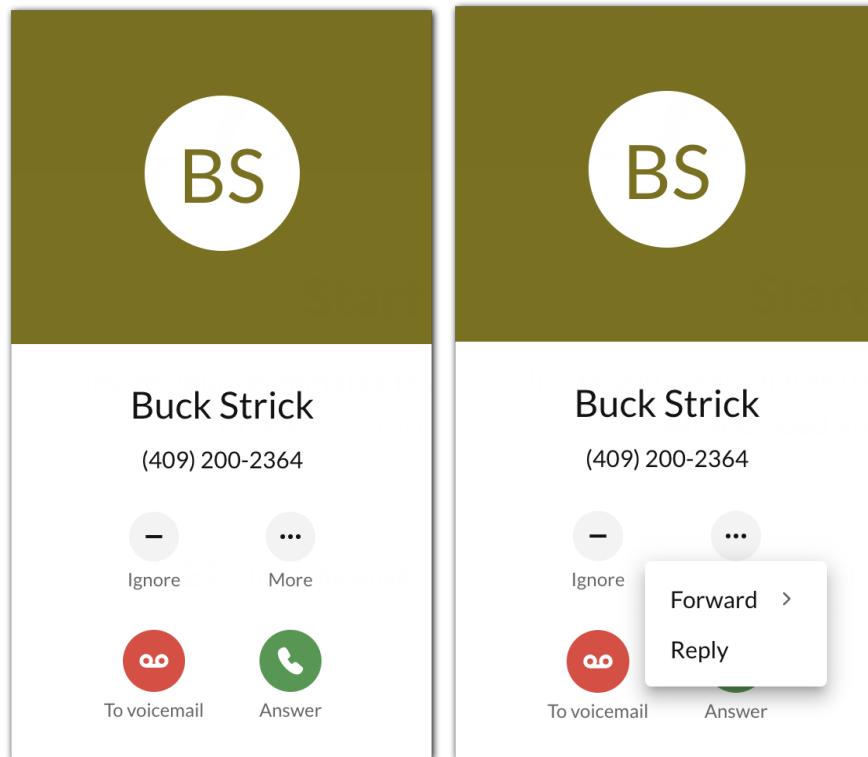 BS
Buck Strick
(409) 200-2364
Ignore
More
To voicemail
Answer
BS
Buck Strick
(409) 200-2364
Ignore
Forward
Reply
To voicemail
Answer